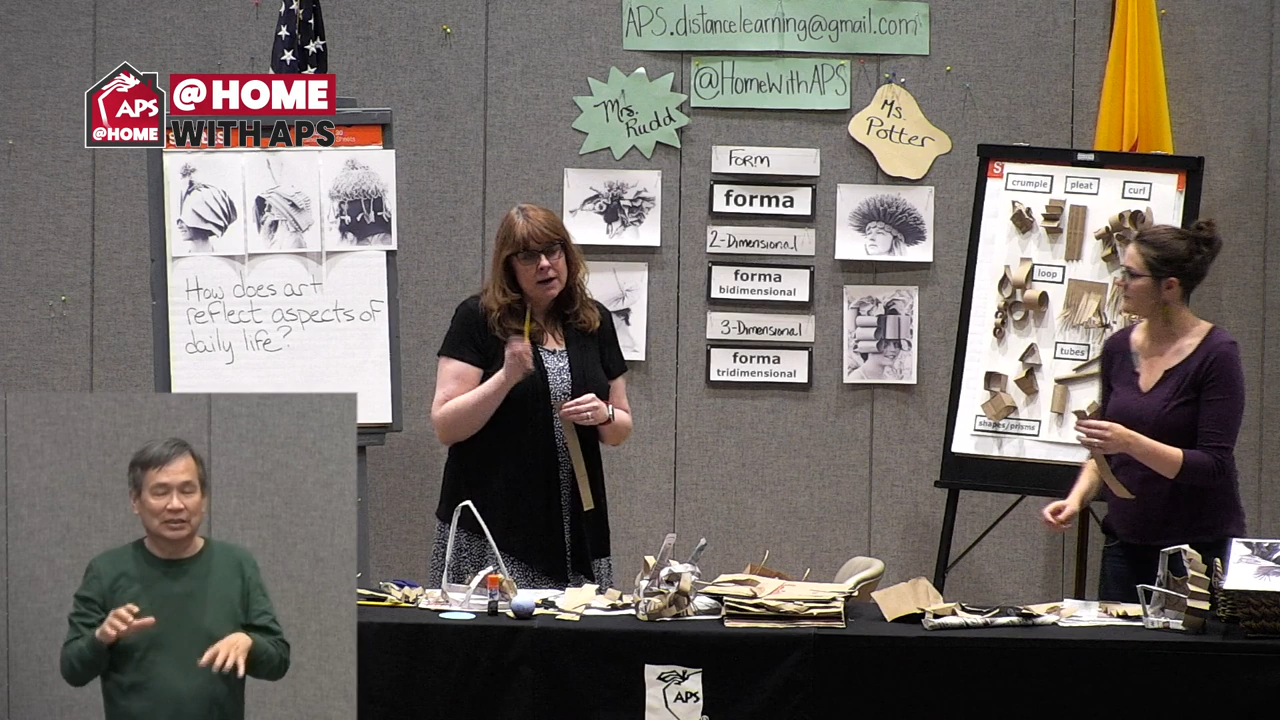 APS.distancelearning@gmail.com
@HomeWithAPS
Mrs.
Rudd
Ms.
Potter
APS
@HOME
@HOME
WITH APS
How does art
reflect aspects of
daily life?
Form
forma
2-Dimensional
forma
bidimensional
3-Dimensional
forma
tridimensional
crumple
pleat
curl
loop
tubes
shapes/prisms
APS